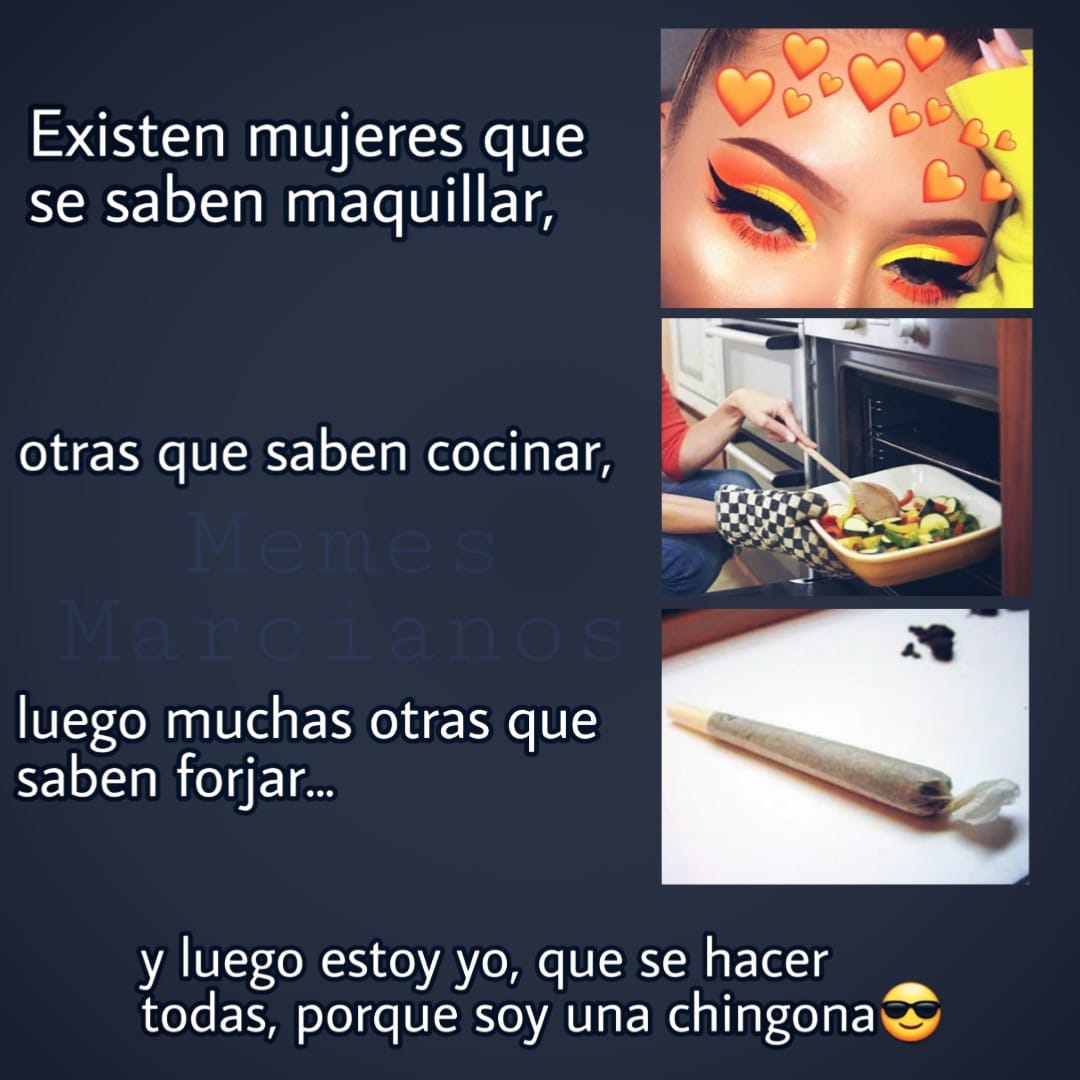 Existen mujeres que
se saben maquillar,
otras que saben cocinar,
Memes
Marcianos
luego muchas otras que
saben forjar...
y luego estoy yo, que se hacer
todas, porque soy una chingona😎